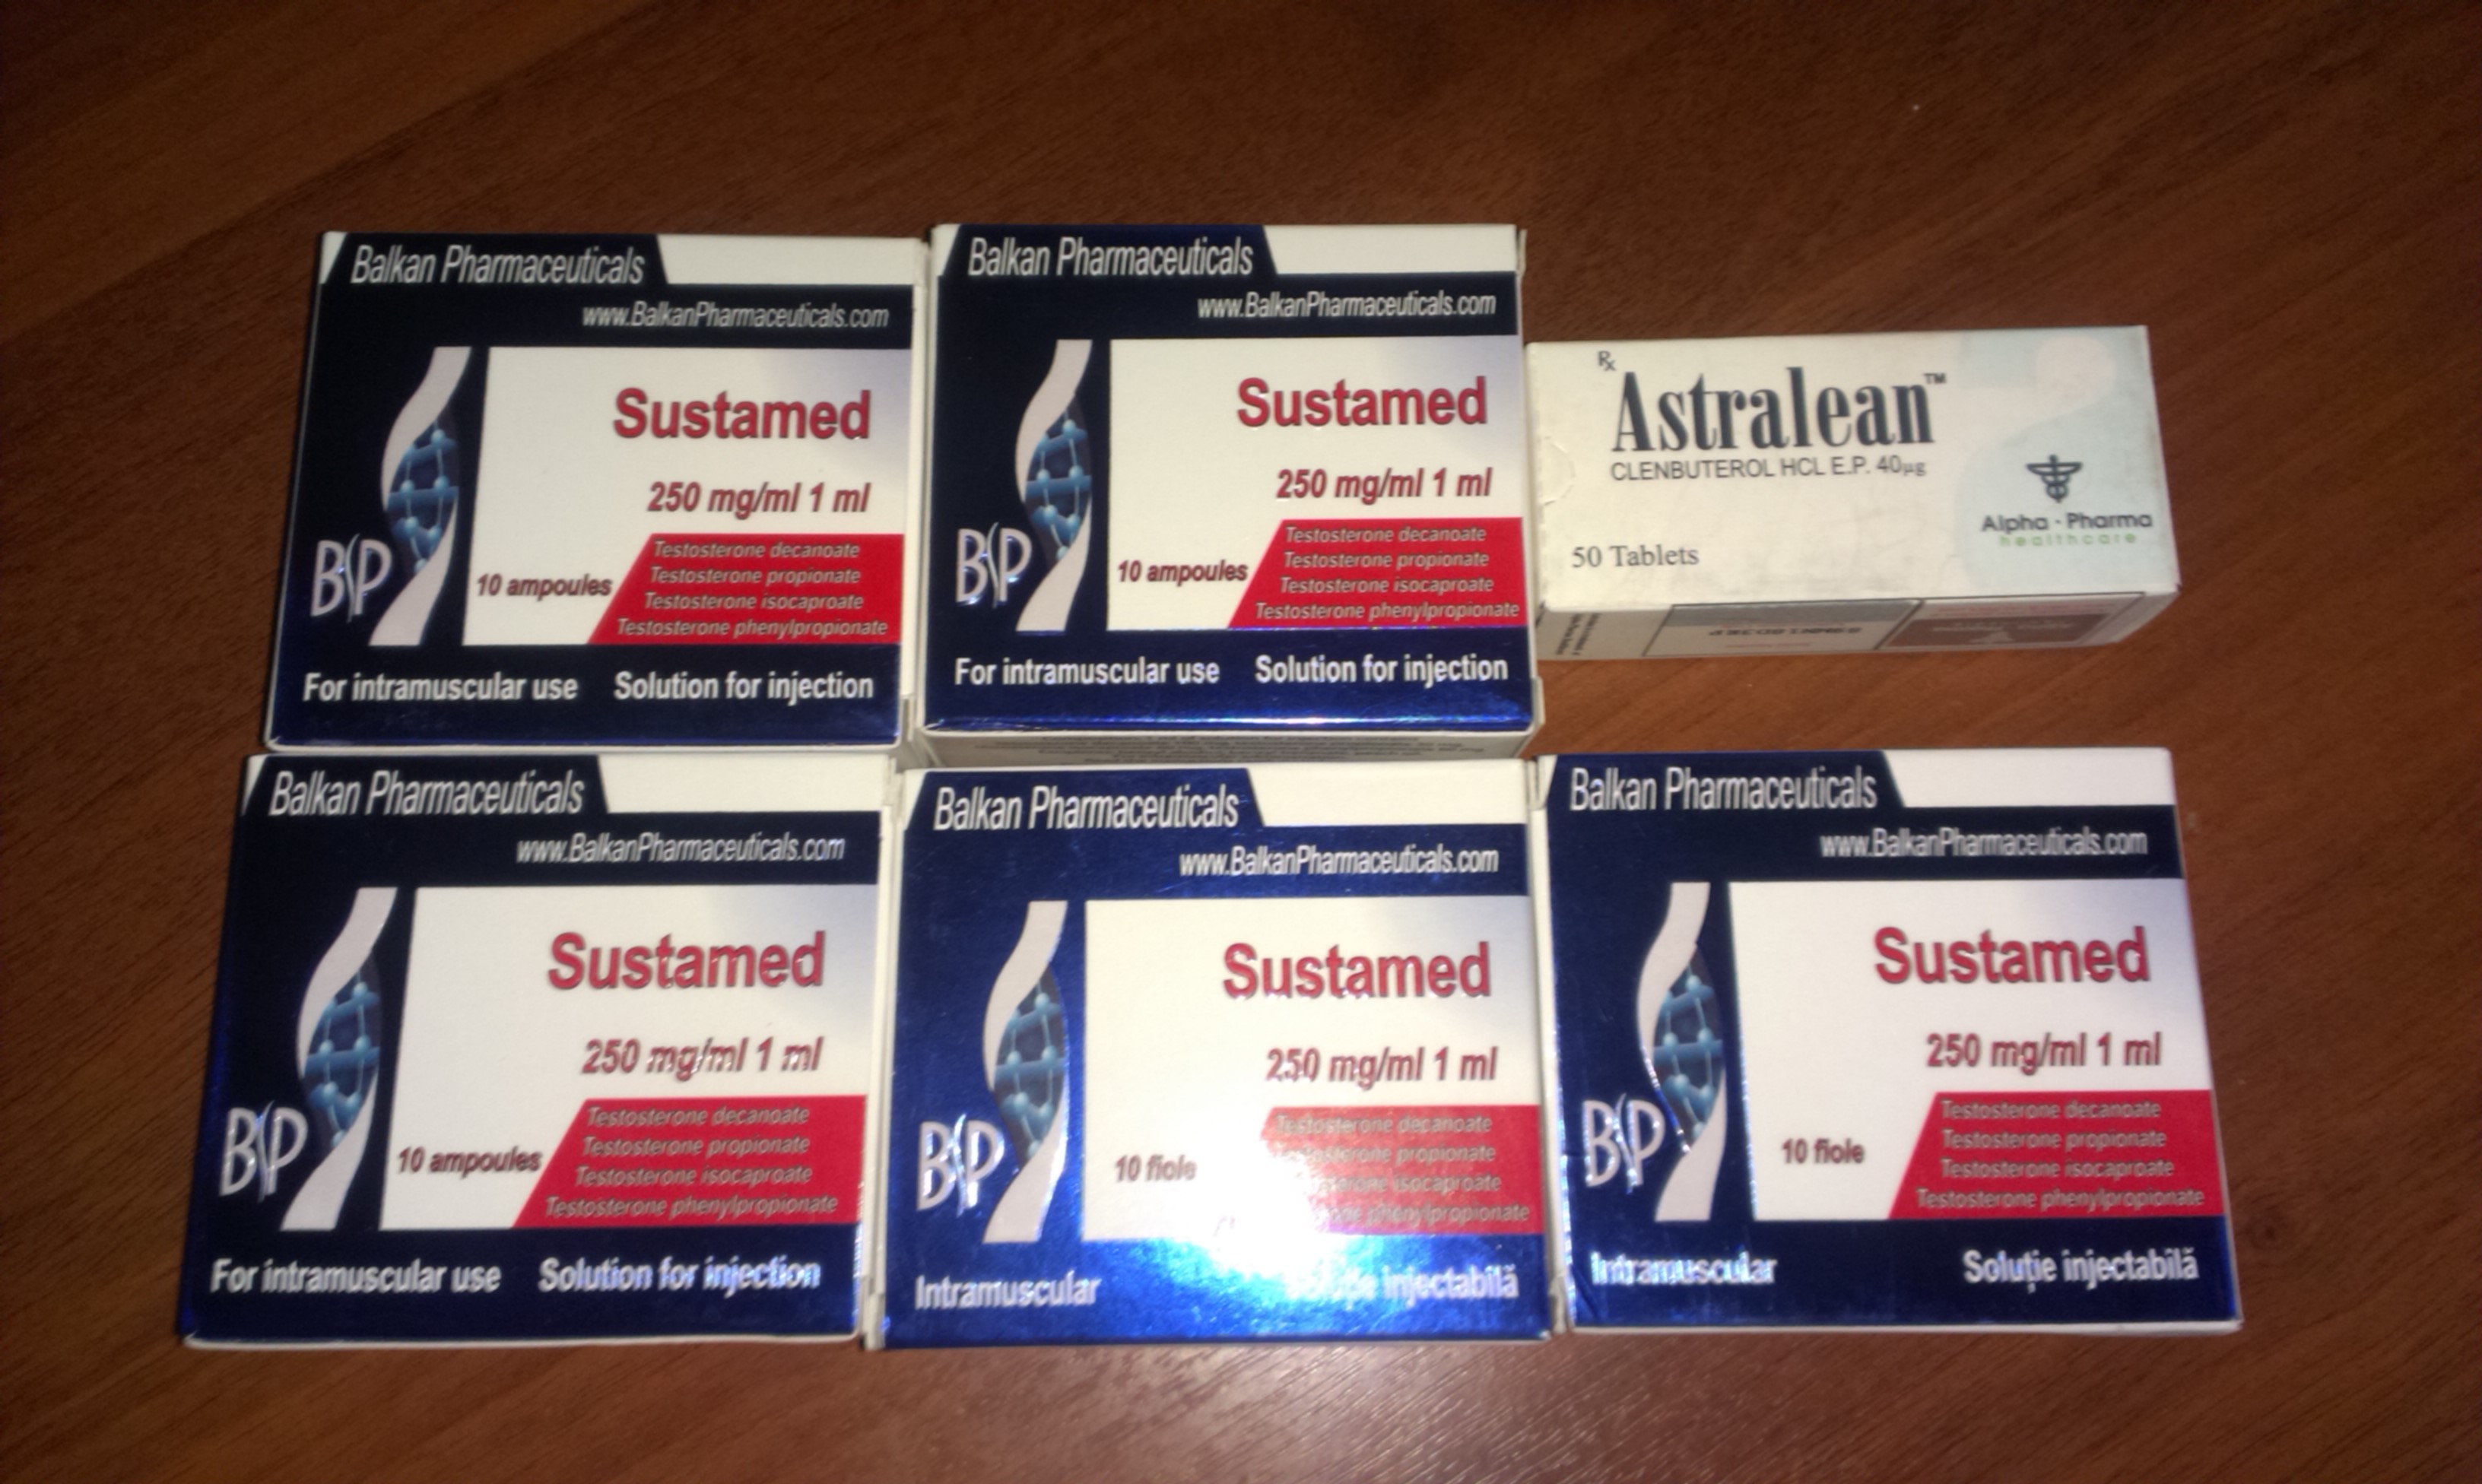 Balkan Pharmaceuticals
www.BalkanPharmaceuticals.com
Sustamed
250 mg/ml 1 ml
10 ampoules
Testosterone decanoate
Testosterone propionate
Testosterone isocaproate
Testosterone phenylpropionate
BP
For intramuscular use Solution for injection
Balkan Pharmaceuticals
www.BalkanPharmaceuticals.com
Sustamed
250 mg/ml 1 ml
10 ampoules
Testosterone decanoate
Testosterone propionate
Testosterone isocaproate
Testosterone phenylpropionate
BP
For intramuscular use Solution for injection
Rx
Astralean™
CLENBUTEROL HCL E.P. 40µg
50 Tablets
Alpha · Pharma
healthcare
Balkan Pharmaceuticals
www.BalkanPharmaceuticals.com
Sustamed
250 mg/ml 1 ml
10 ampoules
Testosterone decanoate
Testosterone propionate
Testosterone isocaproate
Testosterone phenylpropionate
BP
For intramuscular use Solution for injection
Balkan Pharmaceuticals
www.BalkanPharmaceuticals.com
Sustamed
250 mg/ml 1 ml
10 fiole
Testosterone decanoate
propionate
isocaproate
phenylpropionate
BP
Intramuscular Soluție injectabilă
Balkan Pharmaceuticals
www.BalkanPharmaceuticals.com
Sustamed
250 mg/ml 1 ml
10 fiole
Testosterone decanoate
Testosterone propionate
Testosterone isocaproate
Testosterone phenylpropionate
BP
Intramuscular Soluție injectabilă